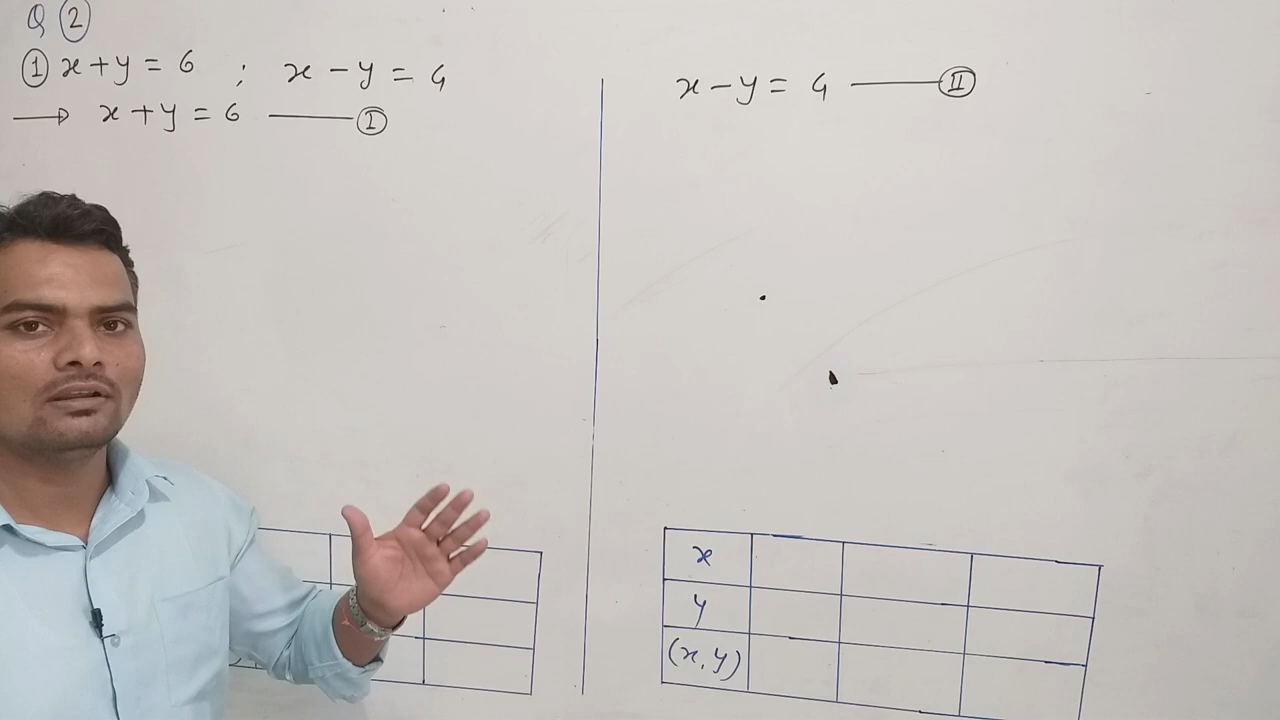 Q ②
① x + y = 6 ; x - y = 4
→ x + y = 6 —— Ⓘ
x - y = 4 —— ⓘⓘ
x
y
(x, y)